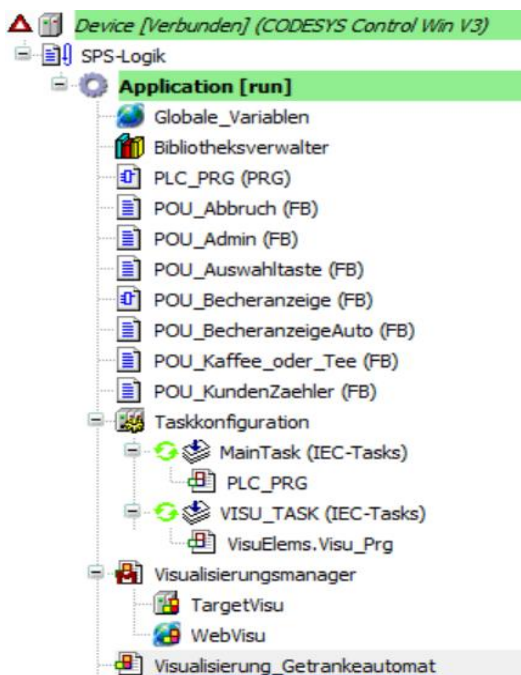 Device [Verbunden] (CODESYS Control Win V3)
SPS-Logik
Application [run]
Globale_Variablen
Bibliotheksverwalter
PLC_PRG (PRG)
POU_Abbruch (FB)
POU_Admin (FB)
POU_Auswahltaste (FB)
POU_Becheranzeige (FB)
POU_BecheranzeigeAuto (FB)
POU_Kaffee_oder_Tee (FB)
POU_KundenZaehler (FB)
Taskkonfiguration
MainTask (IEC-Tasks)
PLC_PRG
VISU_TASK (IEC-Tasks)
VisuElems.Visu_Prg
Visualisierungsmanager
TargetVisu
WebVisu
Visualisierung_Getrankeautomat